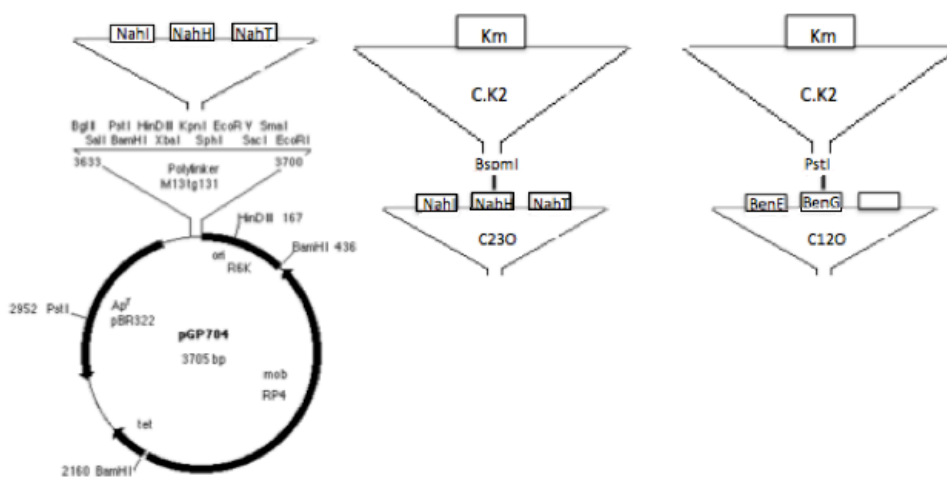 NahI NahH NahT
BglII PstI HinDIII KpnI EcoRV SmaI
SalI BamHI XbaI SphI SacI EcoRI
3633 3700
Polylinker
M13tg131
HinDIII 167
ori
R6K
BamHI 436
2952 PstI
Apr
pBR322
pGP704
3705 bp
mob
RP4
tet
2160 BamHI
Km
C.K2
BspmI
NahI NahH NahT
C23O
Km
C.K2
PstI
BenE BenG
C12O